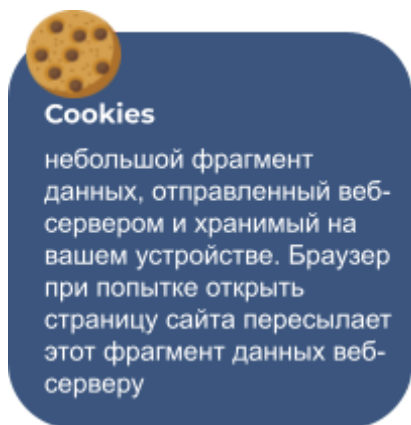 Cookies
небольшой фрагмент
данных, отправленный веб-
сервером и хранимый на
вашем устройстве. Браузер
при попытке открыть
страницу сайта пересылает
этот фрагмент данных веб-
серверу